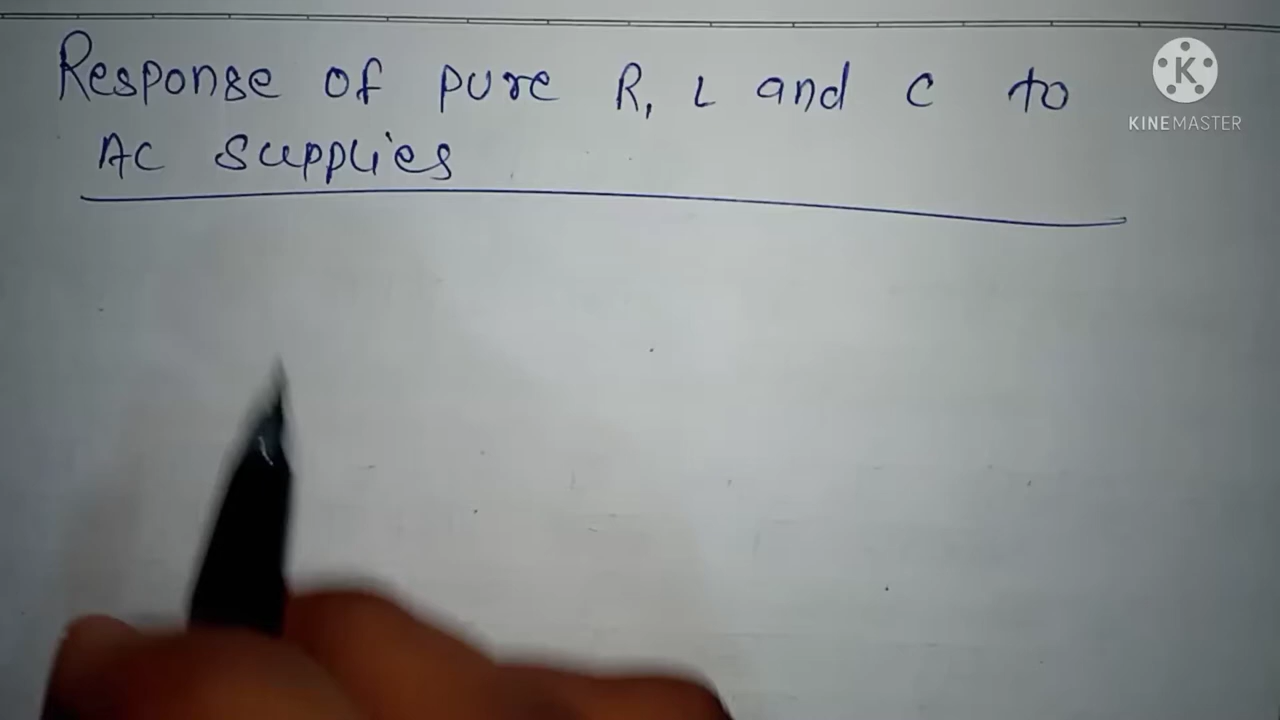 Response of pure R, L and C to
AC supplies
K
KINEMASTER